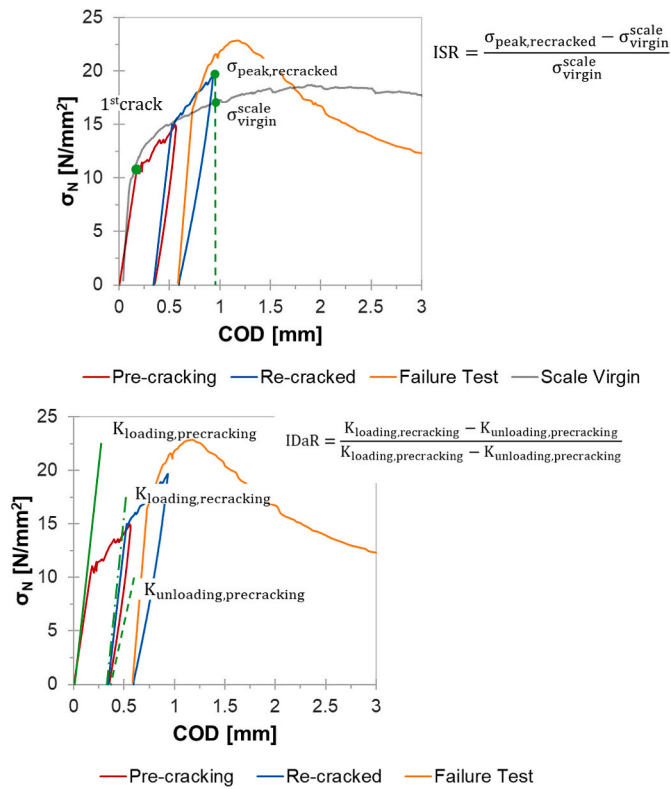 25
20
15
10
5
0
σN [N/mm²]
1st crack
σpeak,recracked
σvirgin^scale
ISR = (σpeak,recracked − σvirgin^scale) / σvirgin^scale
0 0.5 1 1.5 2 2.5 3
COD [mm]
Pre-cracking Re-cracked Failure Test Scale Virgin
25
20
15
10
5
0
σN [N/mm²]
Kloading,precracking
Kloading,recracking
Kunloading,precracking
IDaR = (Kloading,recracking − Kunloading,precracking) / (Kloading,precracking − Kunloading,precracking)
0 0.5 1 1.5 2 2.5 3
COD [mm]
Pre-cracking Re-cracked Failure Test